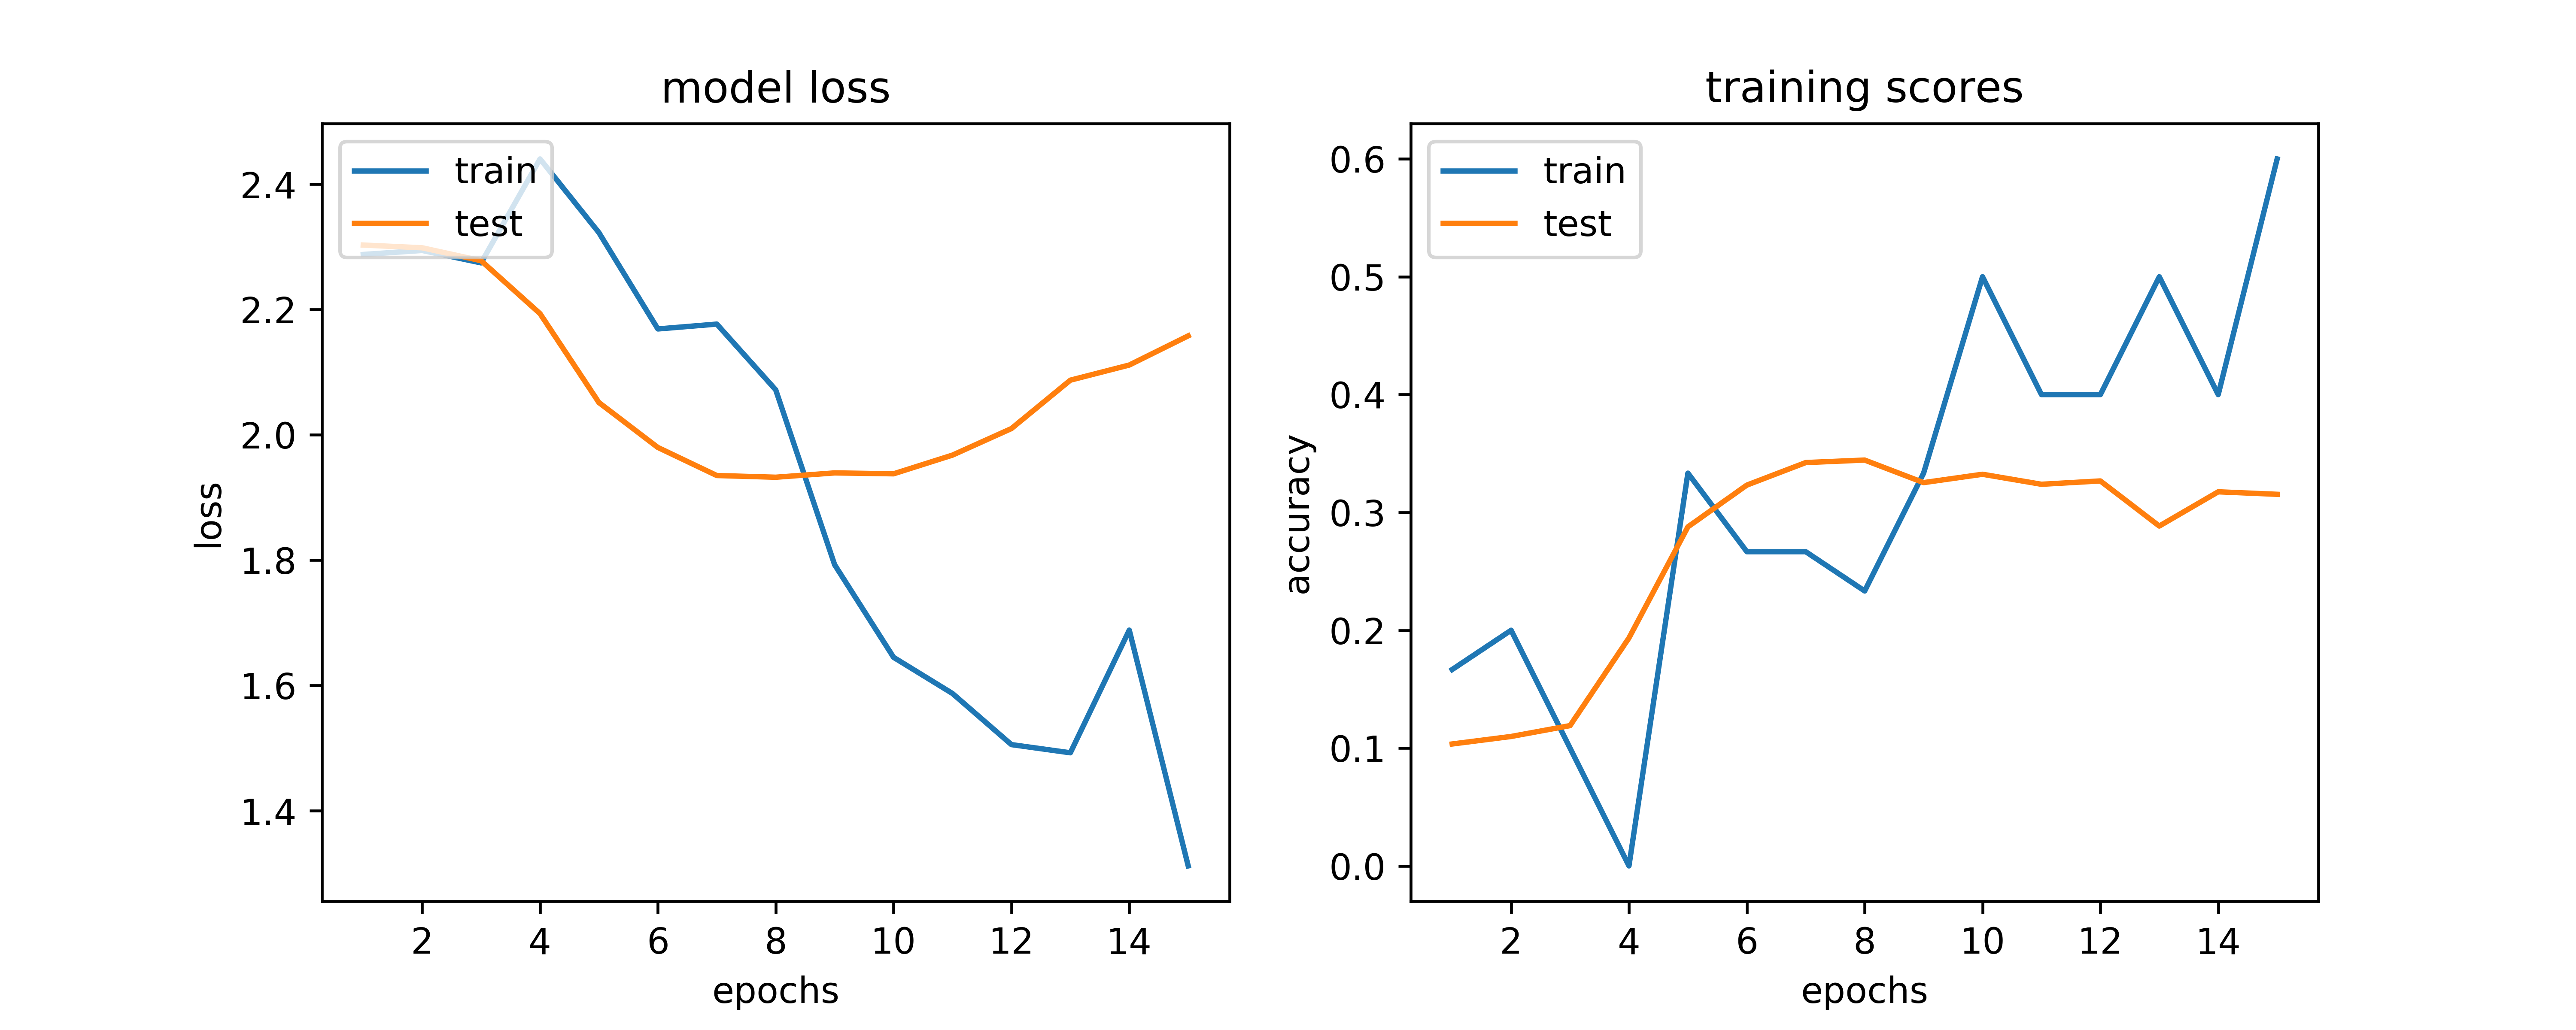 model loss
train
test
2.4
2.2
2.0
1.8
1.6
1.4
loss
2 4 6 8 10 12 14
epochs
training scores
train
test
0.6
0.5
0.4
0.3
0.2
0.1
0.0
accuracy
2 4 6 8 10 12 14
epochs